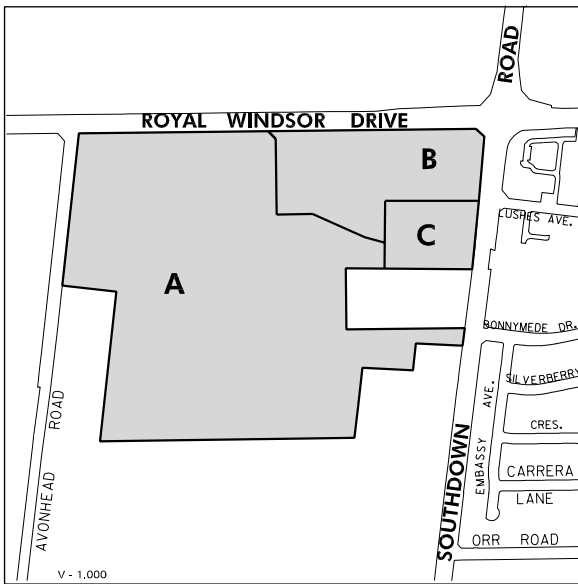 ROAD
ROYAL WINDSOR DRIVE
B
LUSHES AVE.
C
A
BONNYMEDE DR.
SILVERBERRY
EMBASSY AVE.
CRES.
AVONHEAD ROAD
CARRERA
LANE
SOUTHDOWN
ORR ROAD
V - 1,000